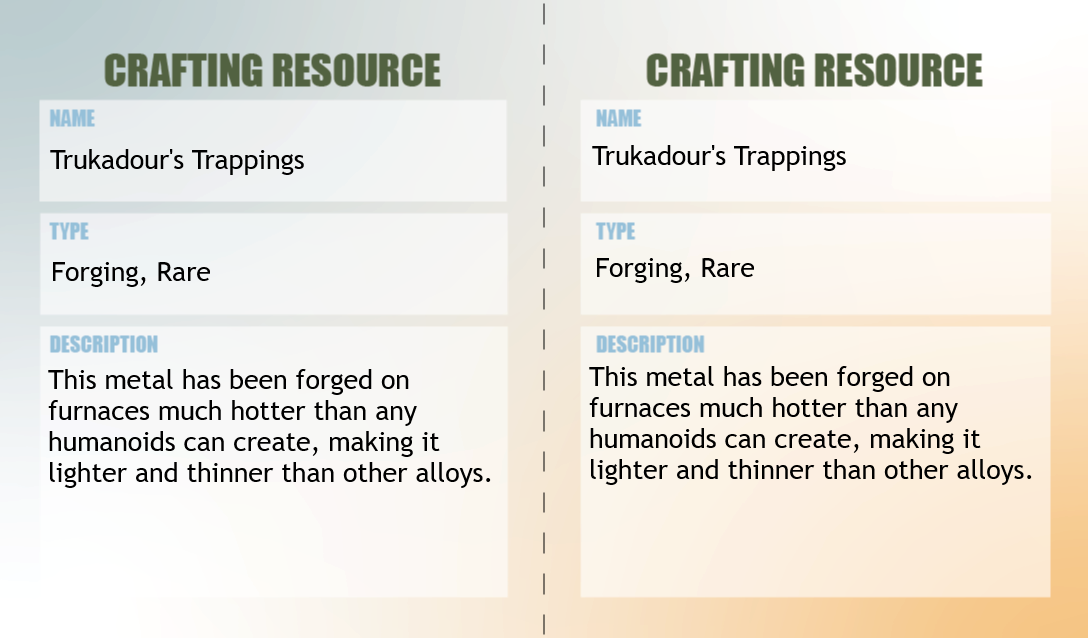 CRAFTING RESOURCE
NAME
Trukadour's Trappings
TYPE
Forging, Rare
DESCRIPTION
This metal has been forged on
furnaces much hotter than any
humanoids can create, making it
lighter and thinner than other alloys.
CRAFTING RESOURCE
NAME
Trukadour's Trappings
TYPE
Forging, Rare
DESCRIPTION
This metal has been forged on
furnaces much hotter than any
humanoids can create, making it
lighter and thinner than other alloys.